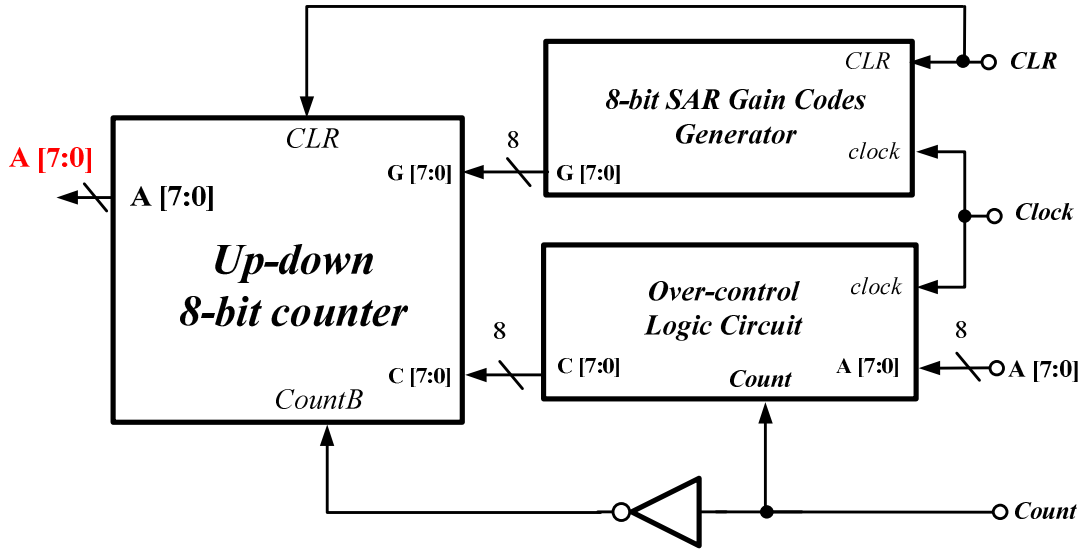 CLR
CLR
8-bit SAR Gain Codes
Generator
clock
G [7:0]
8
CLR
G [7:0]
A [7:0]
A [7:0]
Up-down
8-bit counter
C [7:0]
CountB
Clock
clock
Over-control
Logic Circuit
8
C [7:0]
Count
A [7:0]
8
A [7:0]
Count